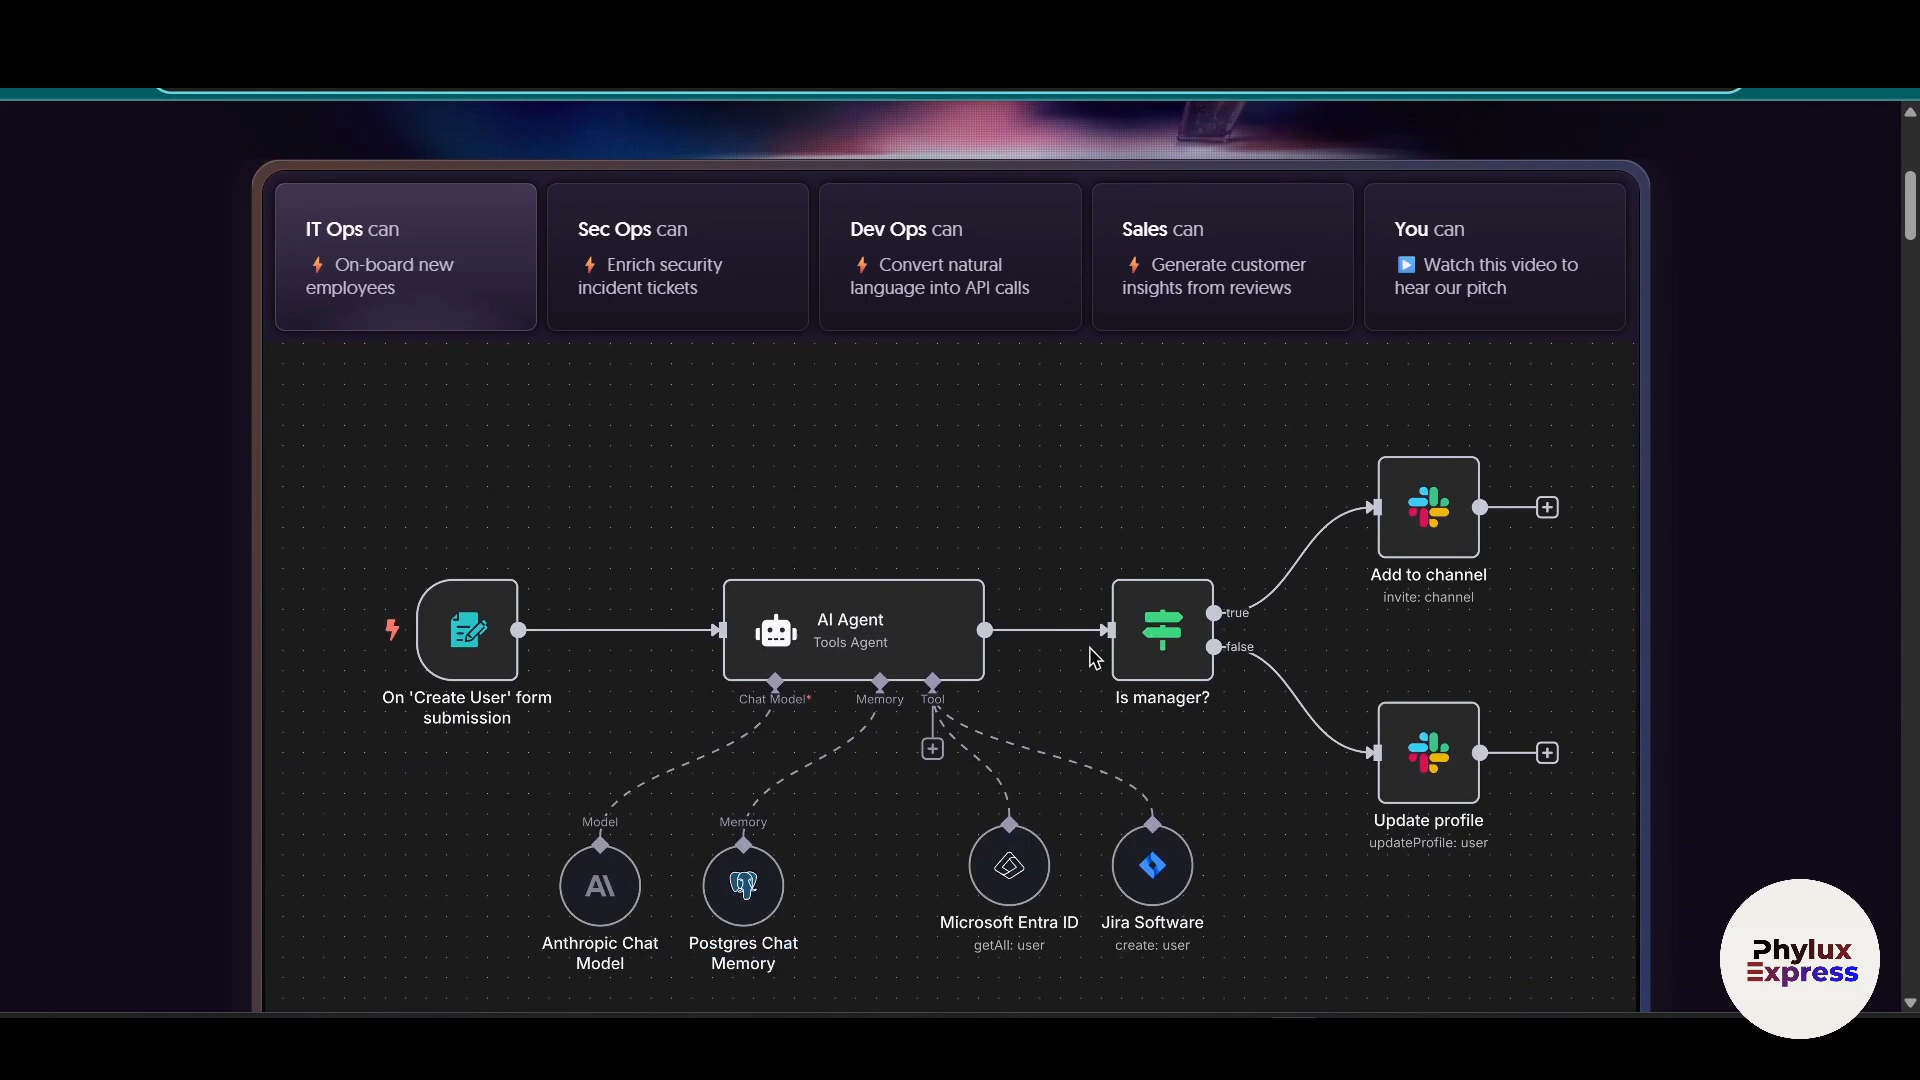 IT Ops can
On-board new
employees
Sec Ops can
Enrich security
incident tickets
Dev Ops can
Convert natural
language into API calls
Sales can
Generate customer
insights from reviews
You can
Watch this video to
hear our pitch
On 'Create User' form
submission
AI Agent
Tools Agent
Chat Model*
Memory
Tool
Is manager?
true
false
Add to channel
invite: channel
Update profile
updateProfile: user
Model
Memory
Anthropic Chat
Model
Postgres Chat
Memory
Microsoft Entra ID
getAll: user
Jira Software
create: user
Phylux
Express